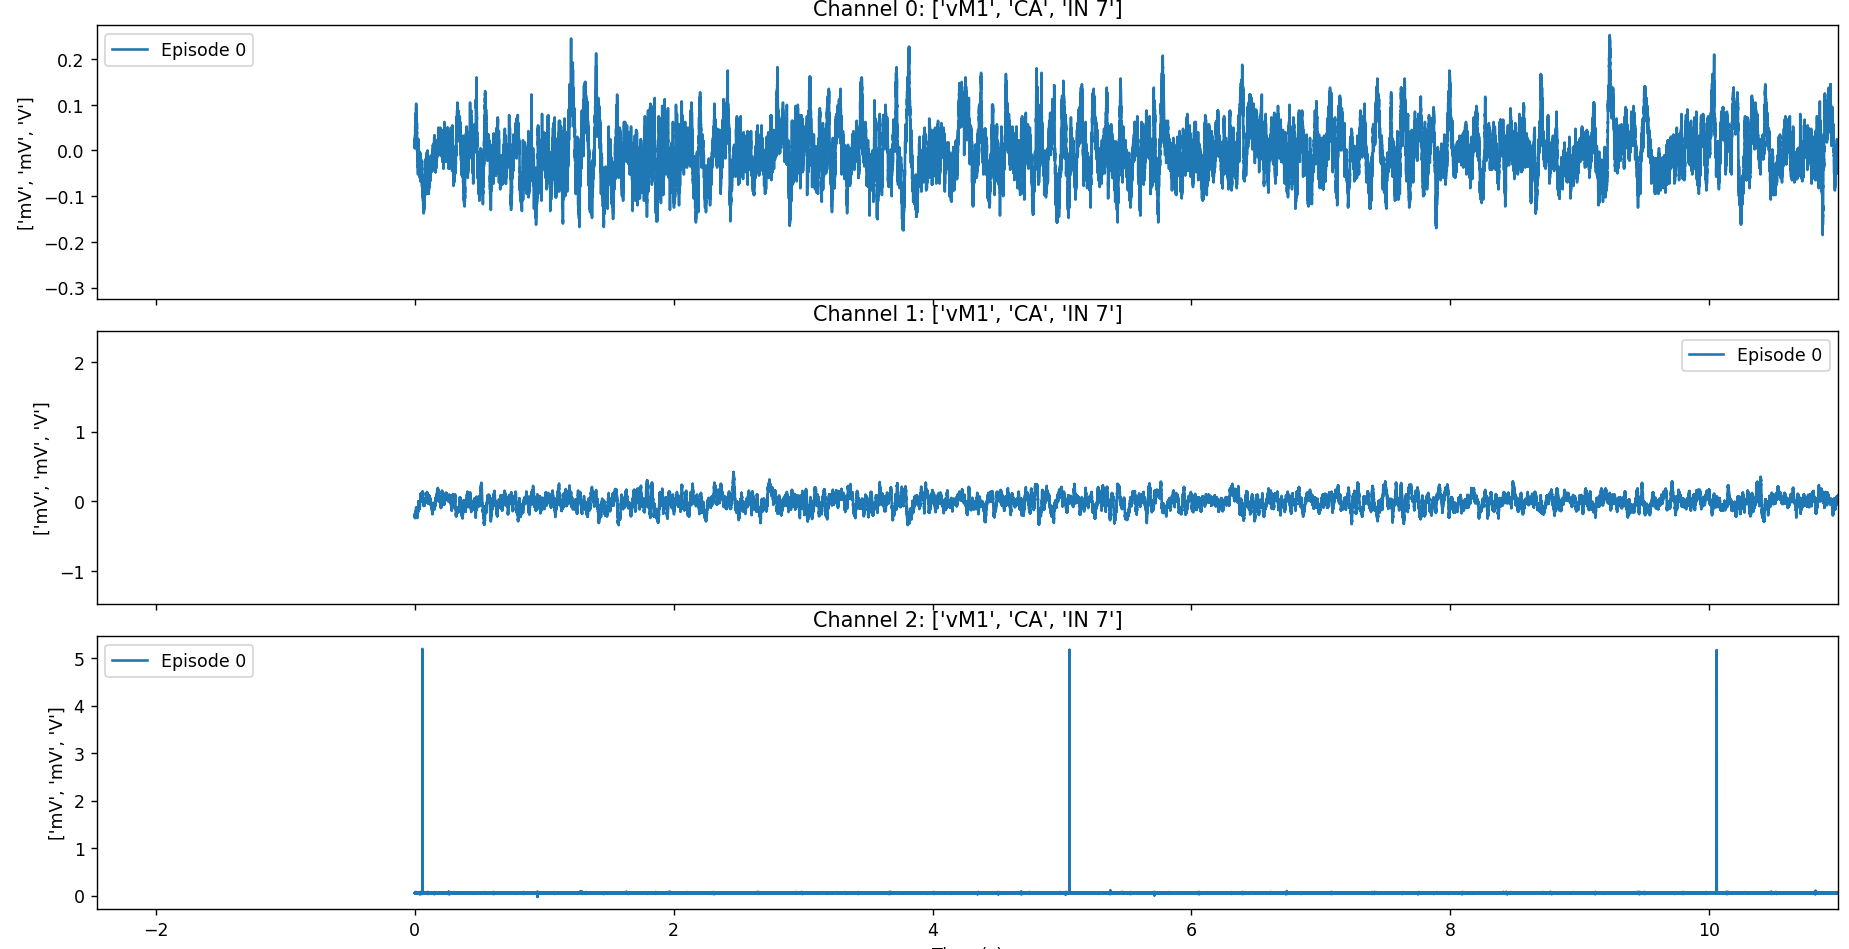 Channel 0: ['vM1', 'CA', 'IN 7']
['mV', 'mV', 'V']
0.2
0.1
0.0
−0.1
−0.2
−0.3
Episode 0
Channel 1: ['vM1', 'CA', 'IN 7']
['mV', 'mV', 'V']
2
1
0
−1
Episode 0
Channel 2: ['vM1', 'CA', 'IN 7']
['mV', 'mV', 'V']
5
4
3
2
1
0
Episode 0
−2 0 2 4 6 8 10